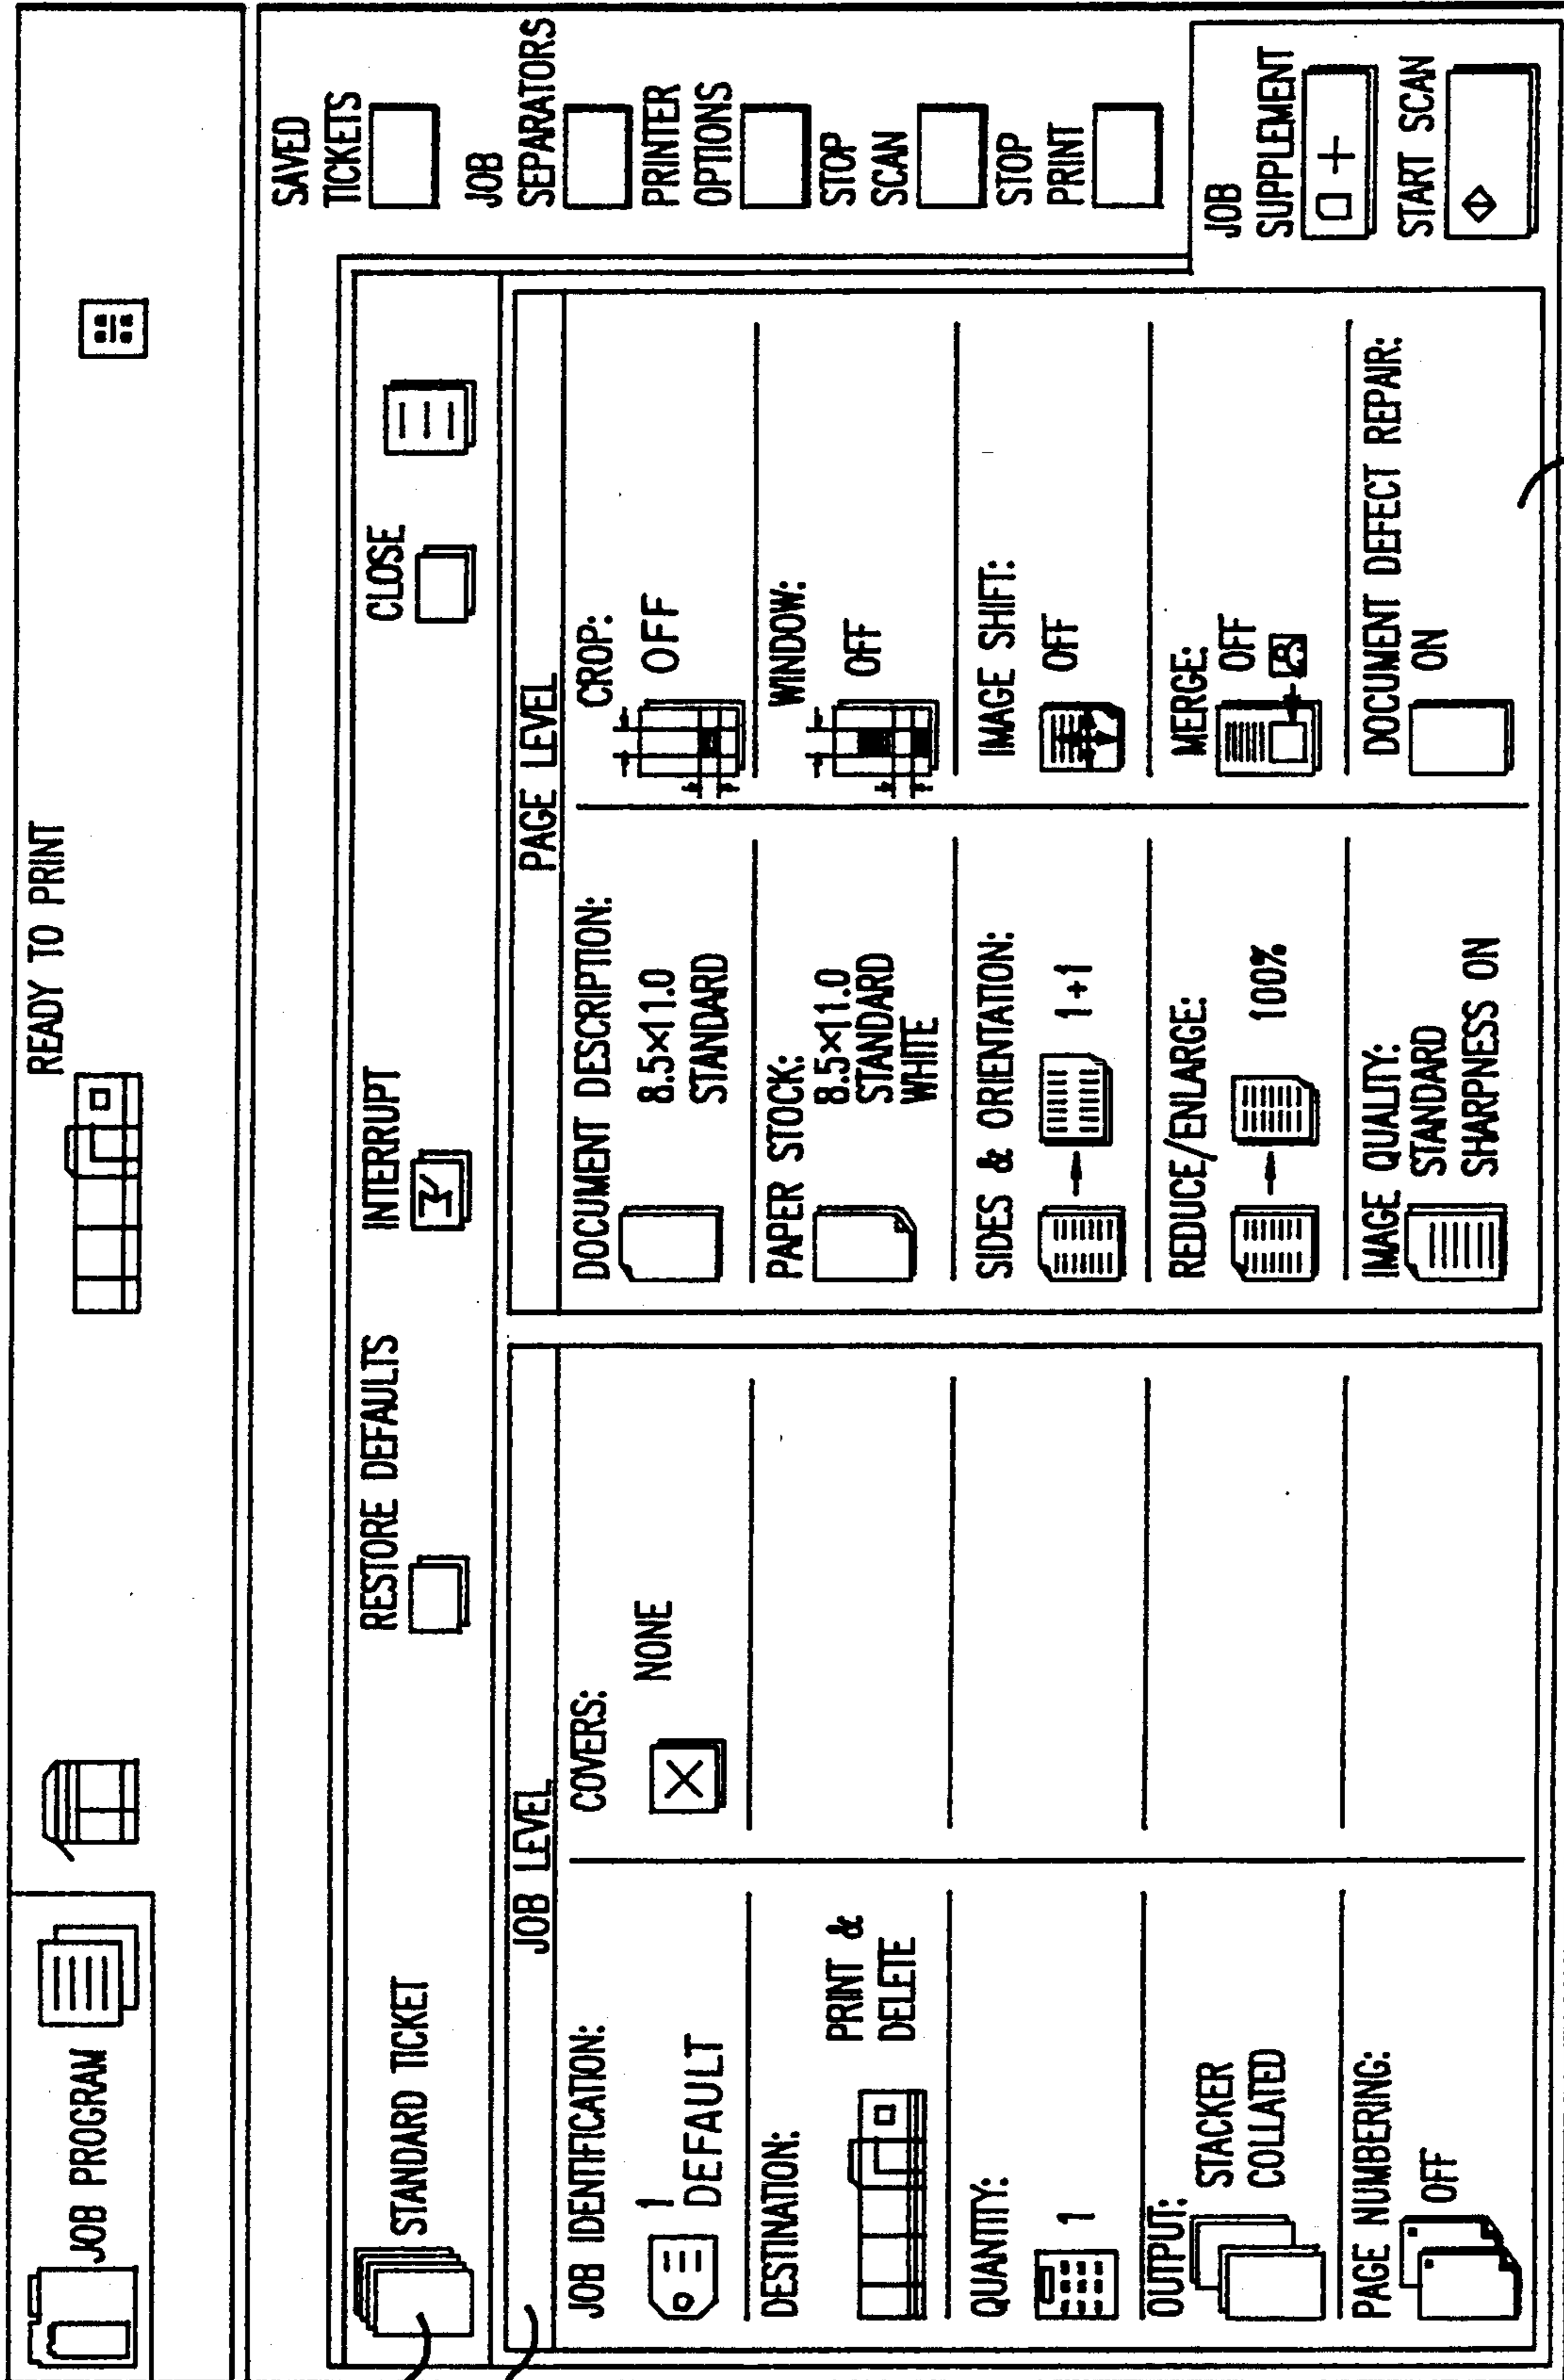 JOB PROGRAM
READY TO PRINT
STANDARD TICKET
RESTORE DEFAULTS
INTERRUPT
CLOSE
JOB LEVEL
JOB IDENTIFICATION:
1
DEFAULT
DESTINATION:
PRINT &
DELETE
QUANTITY:
1
OUTPUT:
STACKER
COLLATED
PAGE NUMBERING:
OFF
COVERS:
NONE
PAGE LEVEL
DOCUMENT DESCRIPTION:
8.5×11.0
STANDARD
PAPER STOCK:
8.5×11.0
STANDARD
WHITE
SIDES & ORIENTATION:
1+1
REDUCE/ENLARGE:
100%
IMAGE QUALITY:
STANDARD
SHARPNESS ON
CROP:
OFF
WINDOW:
OFF
IMAGE SHIFT:
OFF
MERGE:
OFF
DOCUMENT DEFECT REPAIR:
ON
SAVED
TICKETS
JOB
SEPARATORS
PRINTER
OPTIONS
STOP
SCAN
STOP
PRINT
JOB
SUPPLEMENT
START SCAN